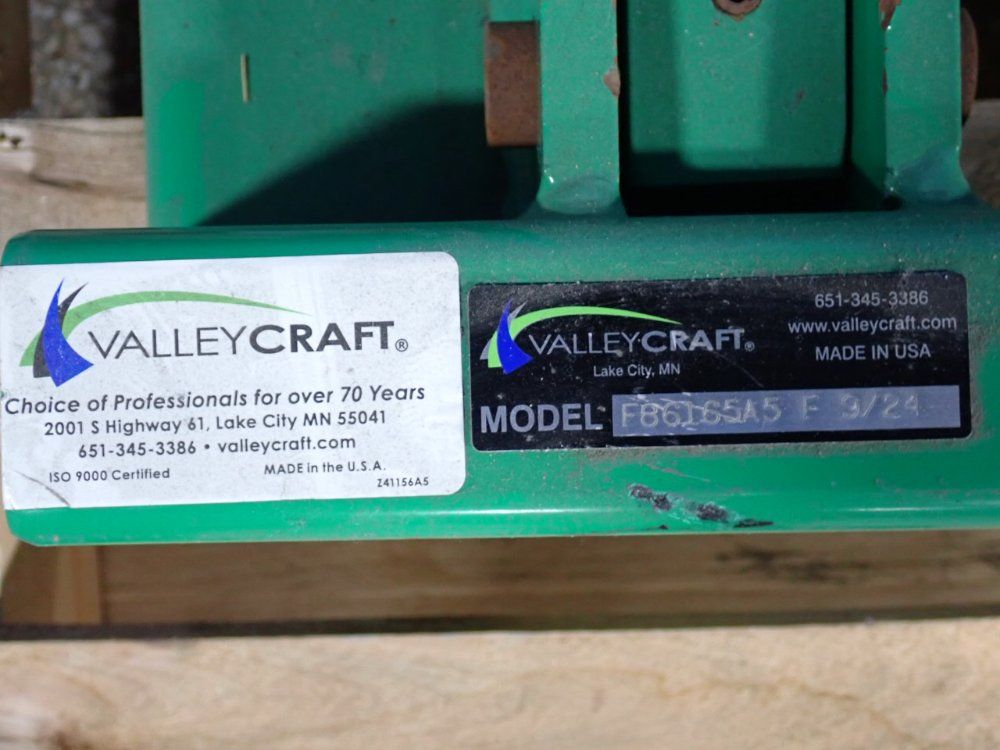 VALLEYCRAFT®
Choice of Professionals for over 70 Years
2001 S Highway 61, Lake City MN 55041
651-345-3386 • valleycraft.com
ISO 9000 Certified MADE in the U.S.A.
Z41156A5
VALLEY CRAFT®
Lake City, MN
651-345-3386
www.valleycraft.com
MADE IN USA
MODEL F86165A5 F 9/24